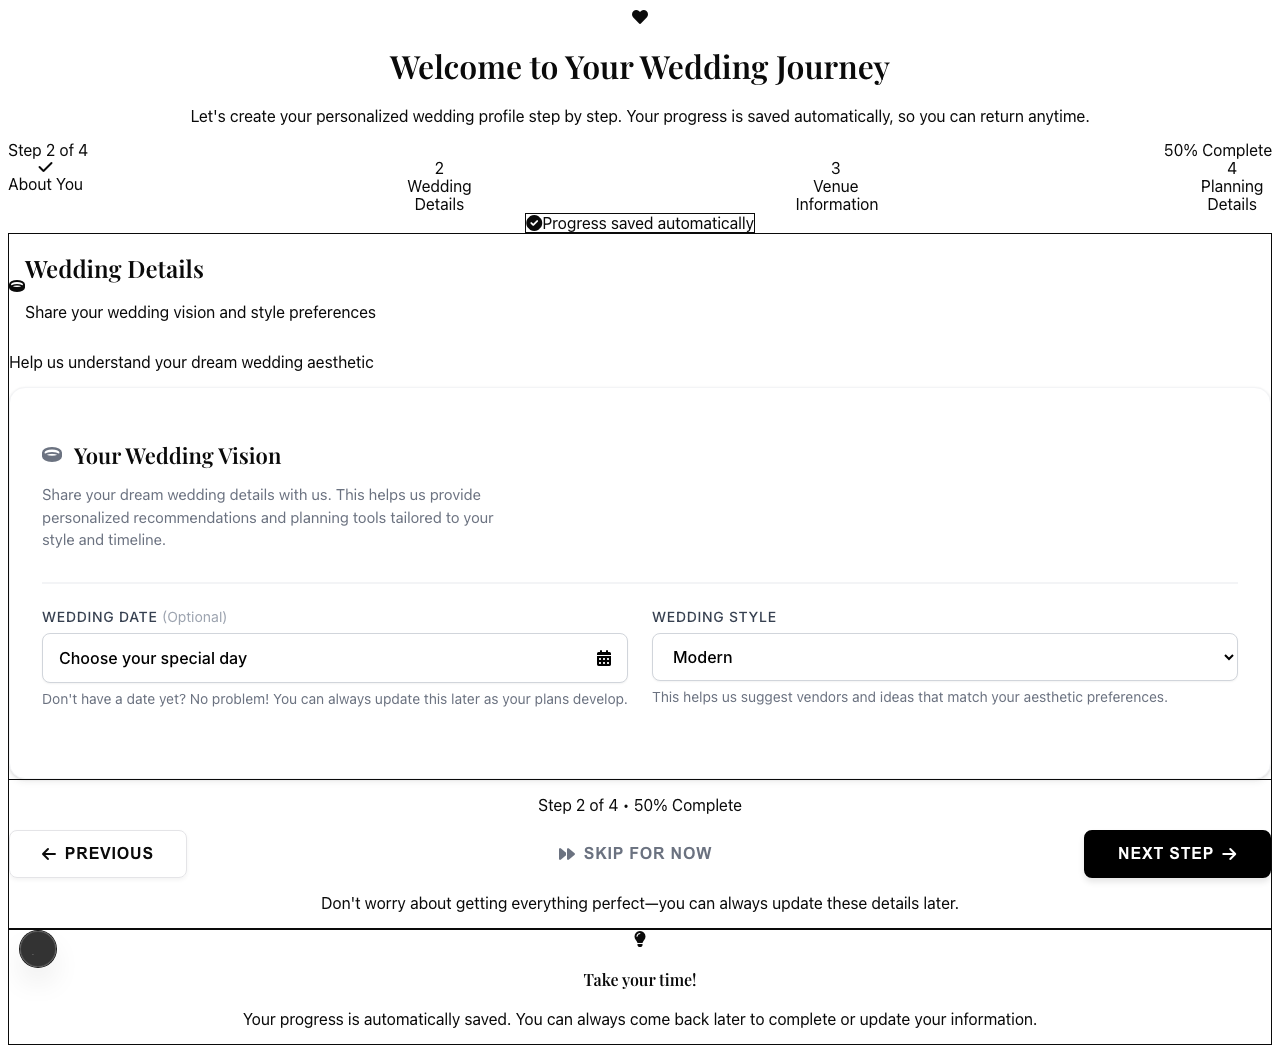 Welcome to Your Wedding Journey
Let's create your personalized wedding profile step by step. Your progress is saved automatically, so you can return anytime.
Step 2 of 4
50% Complete
About You
2
Wedding
Details
3
Venue
Information
4
Planning
Details
Progress saved automatically
Wedding Details
Share your wedding vision and style preferences
Help us understand your dream wedding aesthetic
Your Wedding Vision
Share your dream wedding details with us. This helps us provide
personalized recommendations and planning tools tailored to your
style and timeline.
WEDDING DATE (Optional)
Choose your special day
Don't have a date yet? No problem! You can always update this later as your plans develop.
WEDDING STYLE
Modern
This helps us suggest vendors and ideas that match your aesthetic preferences.
Step 2 of 4 • 50% Complete
PREVIOUS
SKIP FOR NOW
NEXT STEP
Don't worry about getting everything perfect—you can always update these details later.
Take your time!
Your progress is automatically saved. You can always come back later to complete or update your information.